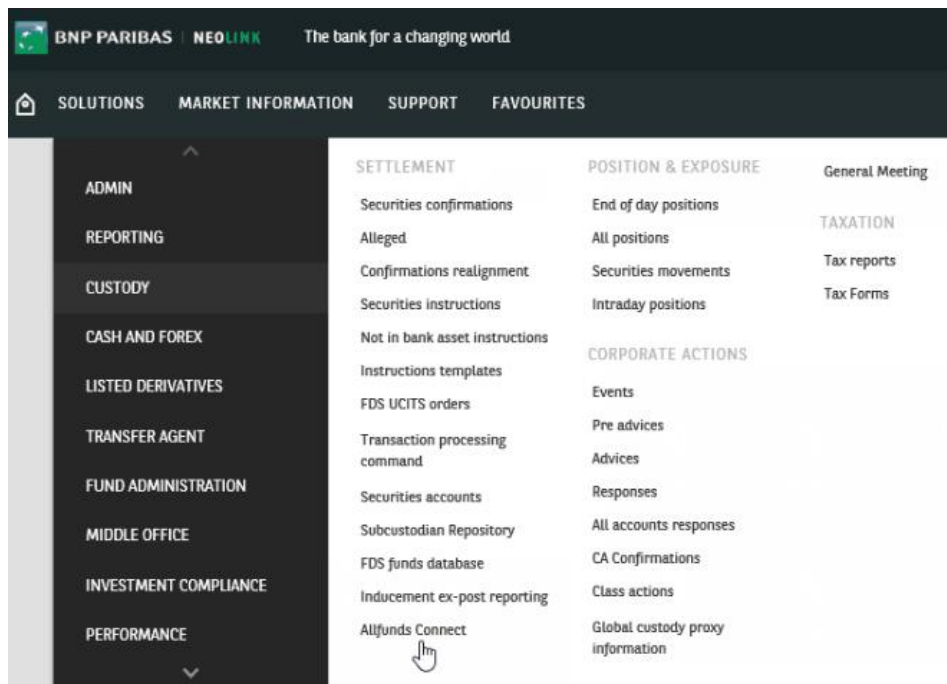 BNP PARIBAS | NEOLINK The bank for a changing world
SOLUTIONS MARKET INFORMATION SUPPORT FAVOURITES
ADMIN
REPORTING
CUSTODY
CASH AND FOREX
LISTED DERIVATIVES
TRANSFER AGENT
FUND ADMINISTRATION
MIDDLE OFFICE
INVESTMENT COMPLIANCE
PERFORMANCE
SETTLEMENT
Securities confirmations
Alleged
Confirmations realignment
Securities instructions
Not in bank asset instructions
Instructions templates
FDS UCITS orders
Transaction processing
command
Securities accounts
Subcustodian Repository
FDS funds database
Inducement ex-post reporting
Allfunds Connect
POSITION & EXPOSURE
End of day positions
All positions
Securities movements
Intraday positions
CORPORATE ACTIONS
Events
Pre advices
Advices
Responses
All accounts responses
CA Confirmations
Class actions
Global custody proxy
information
General Meeting
TAXATION
Tax reports
Tax Forms